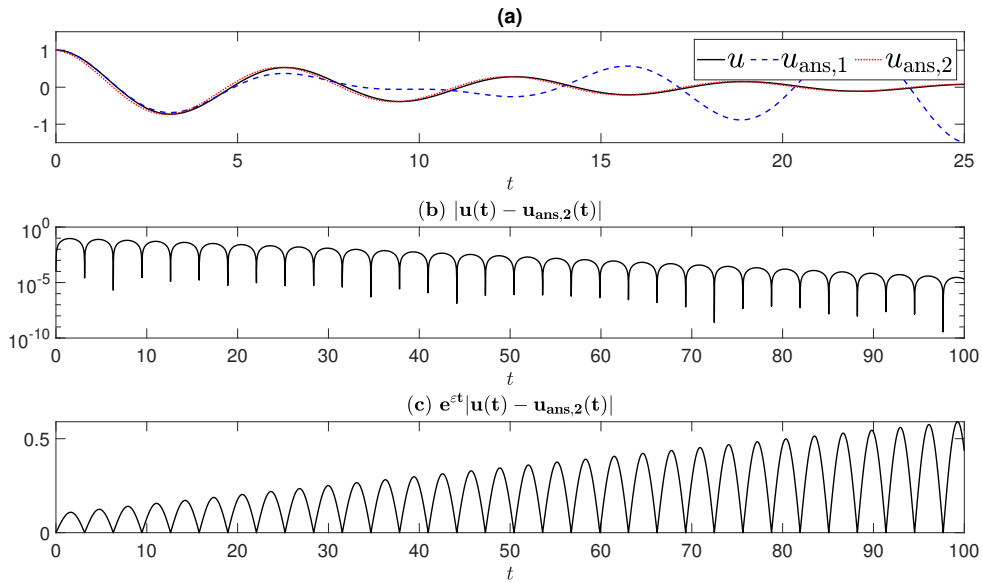 (a)
1
0
-1
u u_ans,1 u_ans,2
0 5 10 15 20 25
t
(b) |u(t) − u_ans,2(t)|
10^0
10^-5
10^-10
0 10 20 30 40 50 60 70 80 90 100
t
(c) e^εt|u(t) − u_ans,2(t)|
0.5
0
0 10 20 30 40 50 60 70 80 90 100
t